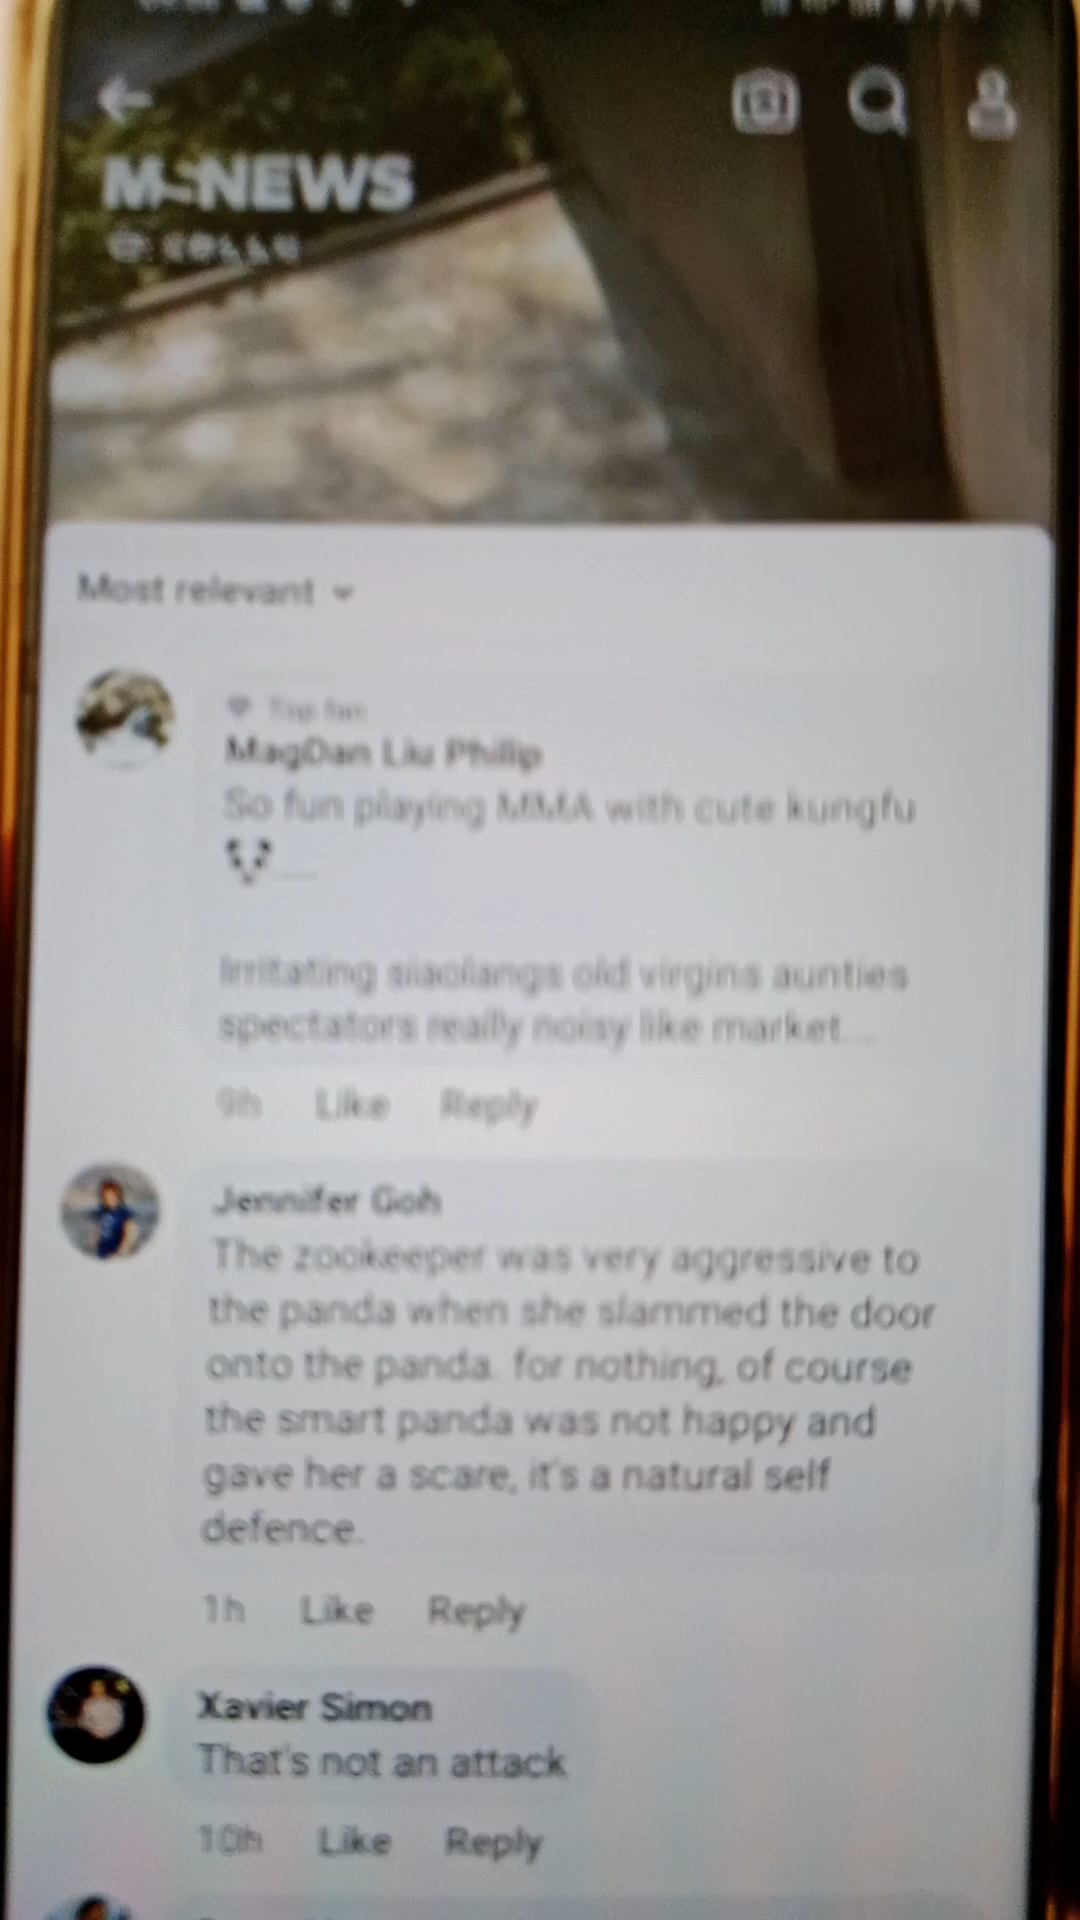 NEWS
Most relevant
Top fan
MagDan Liu Philip
So fun playing MMA with cute kungfu
🐼.....
Irritating siaolangs old virgins aunties
spectators really noisy like market....
9h Like Reply
Jennifer Goh
The zookeeper was very aggressive to
the panda when she slammed the door
onto the panda. for nothing, of course
the smart panda was not happy and
gave her a scare, it's a natural self
defence.
1h Like Reply
Xavier Simon
That's not an attack
10h Like Reply